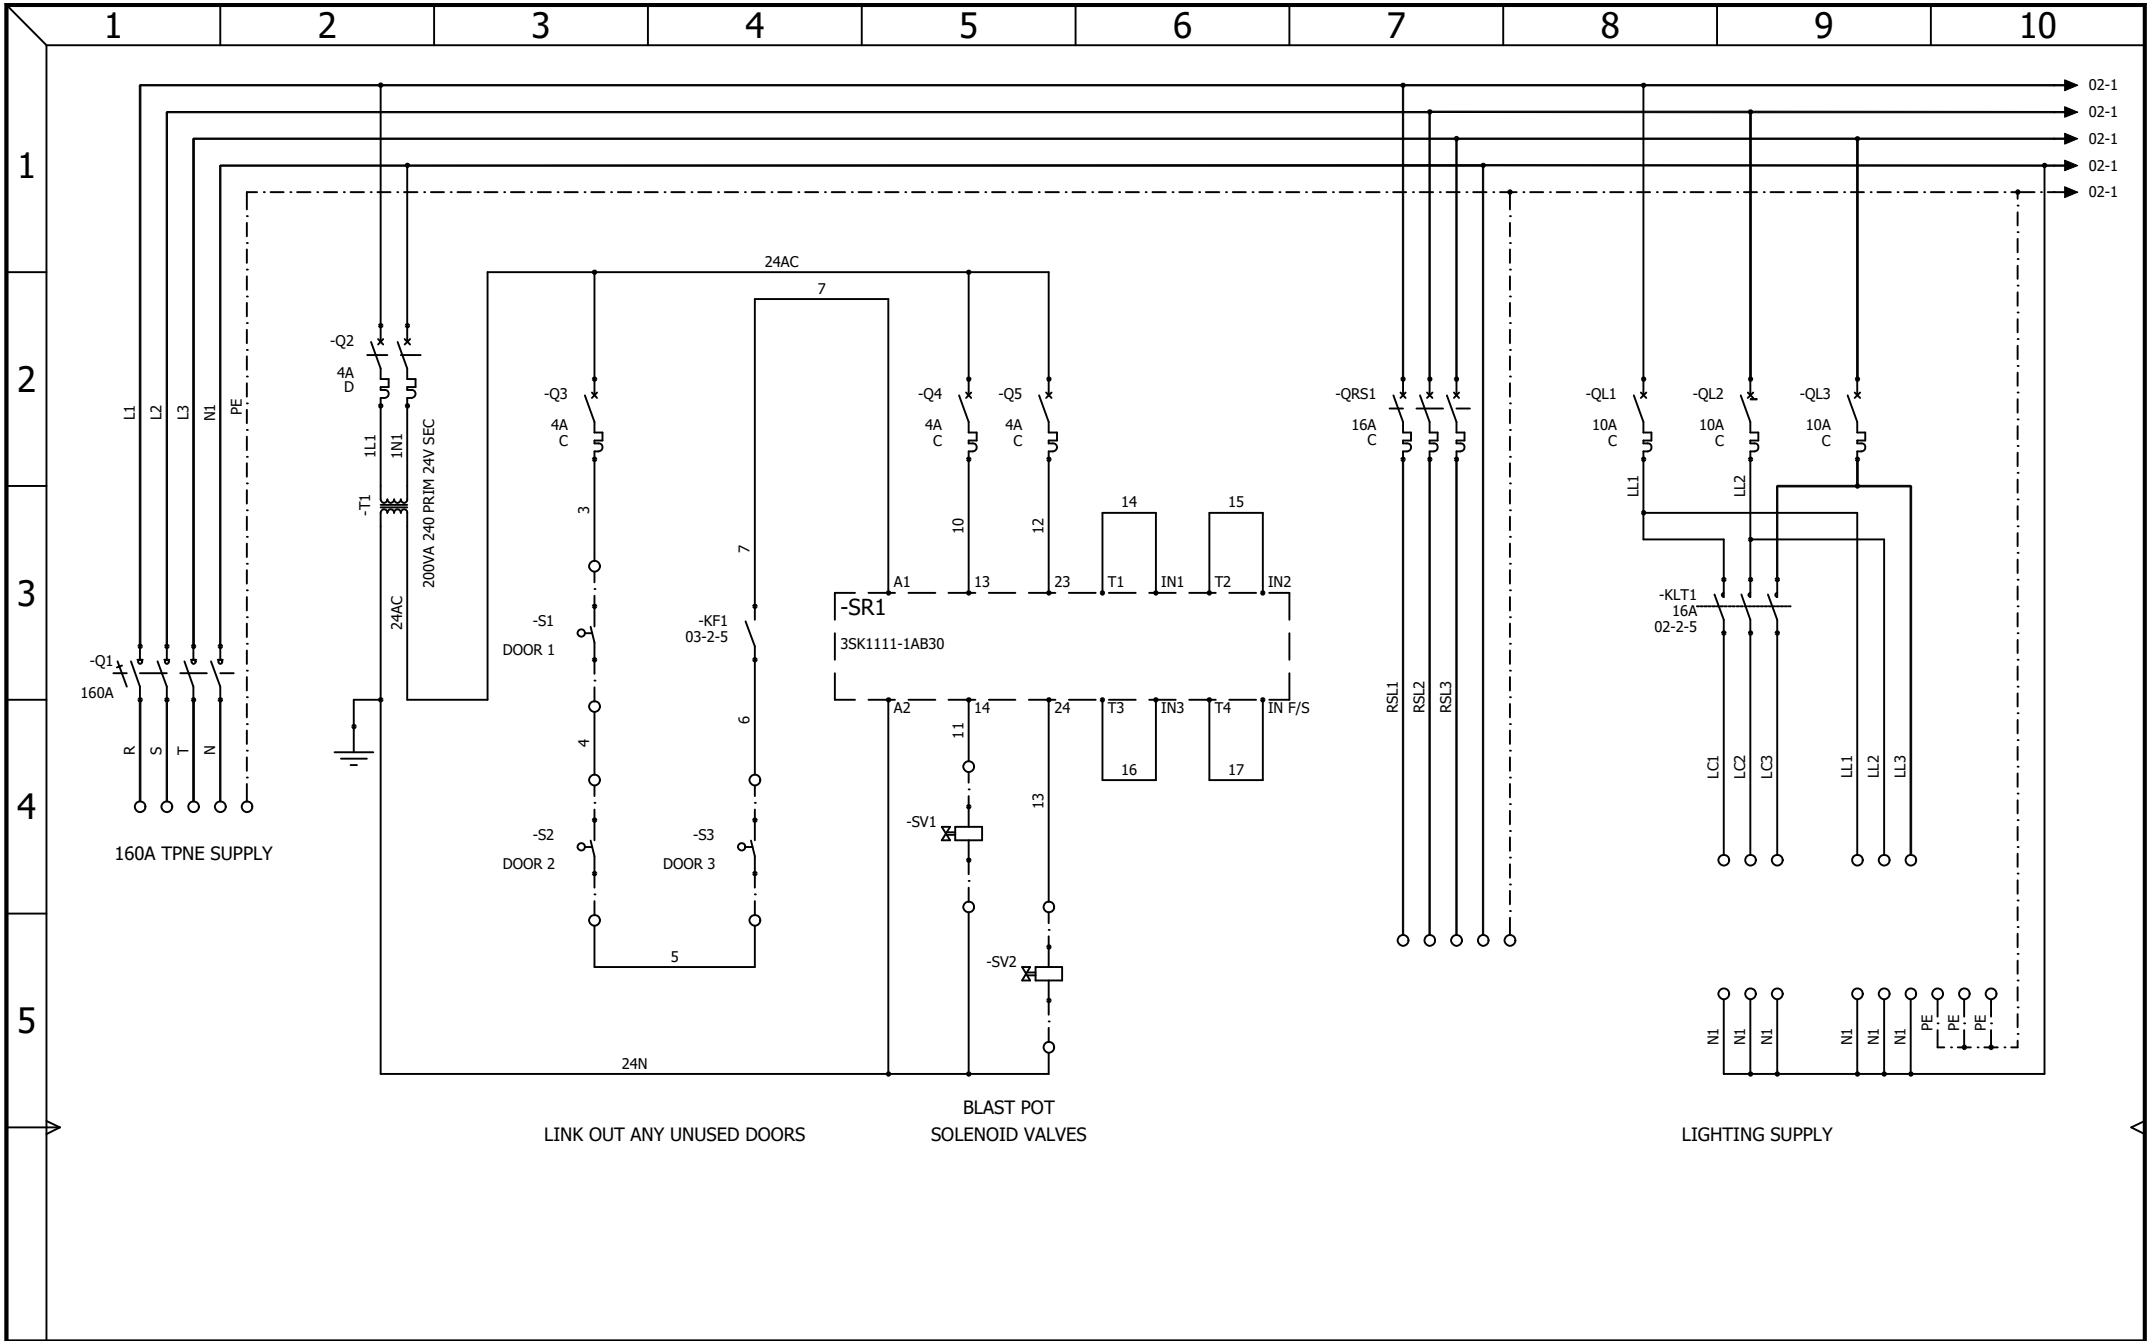 1 2 3 4 5 6 7 8 9 10
02-1
02-1
02-1
02-1
02-1
1
2
3
4
5
L1
L2
L3
N1
PE
-Q1
160A
R
S
T
N
160A TPNE SUPPLY
-Q2
4A
D
1L1
1N1
-T1
200VA 240 PRIM 24V SEC
24AC
24AC
7
-Q3
4A
C
3
-S1
DOOR 1
4
-S2
DOOR 2
5
7
-KF1
03-2-5
6
-S3
DOOR 3
24N
LINK OUT ANY UNUSED DOORS
-Q4
4A
C
-Q5
4A
C
10
12
14
15
A1
13
23
T1
IN1
T2
IN2
-SR1
3SK1111-1AB30
A2
14
24
T3
IN3
T4
IN F/S
11
13
16
17
-SV1
-SV2
BLAST POT
SOLENOID VALVES
-QRS1
16A
C
RSL1
RSL2
RSL3
-QL1
10A
C
-QL2
10A
C
-QL3
10A
C
LL1
LL2
-KLT1
16A
02-2-5
LC1
LC2
LC3
LL1
LL2
LL3
N1
N1
N1
N1
N1
N1
PE
PE
PE
LIGHTING SUPPLY